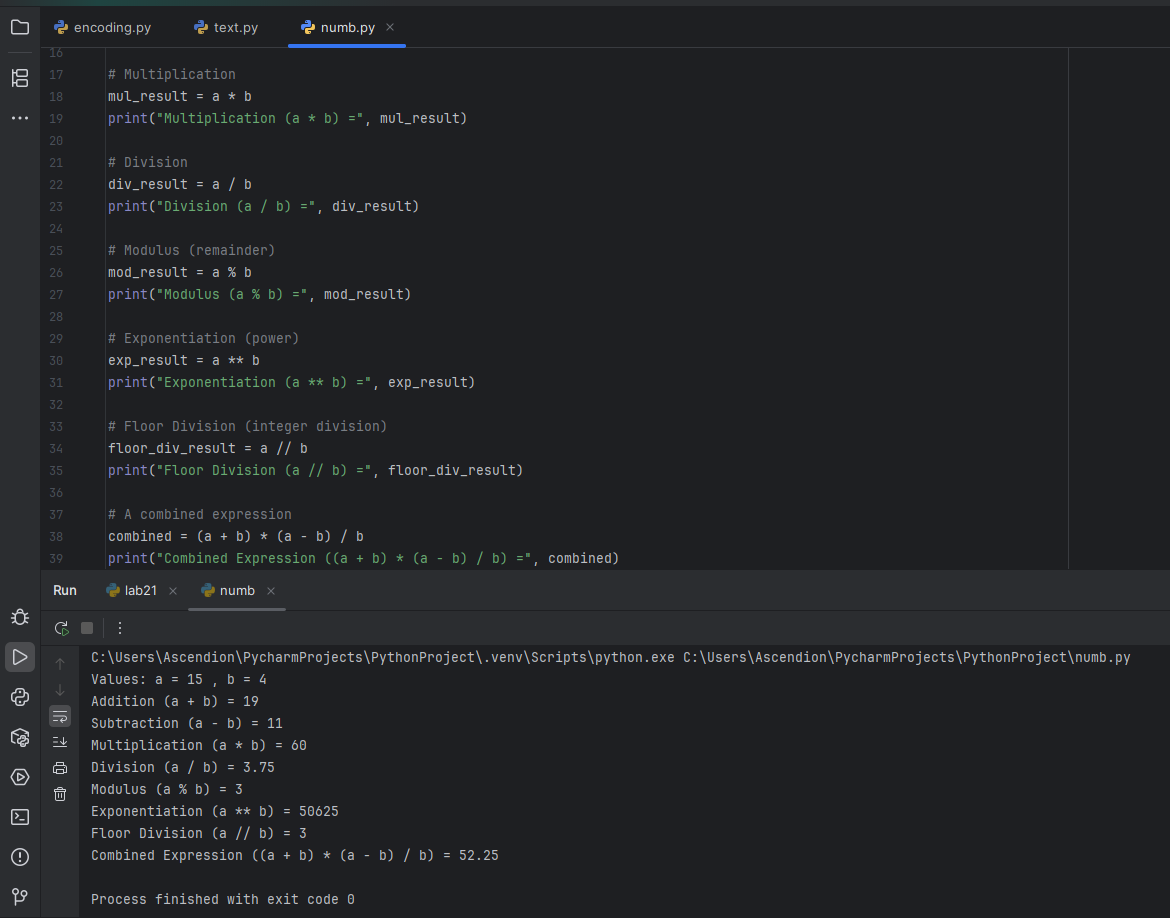 encoding.py text.py numb.py
16
17 # Multiplication
18 mul_result = a * b
19 print("Multiplication (a * b) =", mul_result)
20
21 # Division
22 div_result = a / b
23 print("Division (a / b) =", div_result)
24
25 # Modulus (remainder)
26 mod_result = a % b
27 print("Modulus (a % b) =", mod_result)
28
29 # Exponentiation (power)
30 exp_result = a ** b
31 print("Exponentiation (a ** b) =", exp_result)
32
33 # Floor Division (integer division)
34 floor_div_result = a // b
35 print("Floor Division (a // b) =", floor_div_result)
36
37 # A combined expression
38 combined = (a + b) * (a - b) / b
39 print("Combined Expression ((a + b) * (a - b) / b) =", combined)
Run lab21 numb
C:\Users\Ascendion\PycharmProjects\PythonProject\.venv\Scripts\python.exe C:\Users\Ascendion\PycharmProjects\PythonProject\numb.py
Values: a = 15 , b = 4
Addition (a + b) = 19
Subtraction (a - b) = 11
Multiplication (a * b) = 60
Division (a / b) = 3.75
Modulus (a % b) = 3
Exponentiation (a ** b) = 50625
Floor Division (a // b) = 3
Combined Expression ((a + b) * (a - b) / b) = 52.25
Process finished with exit code 0